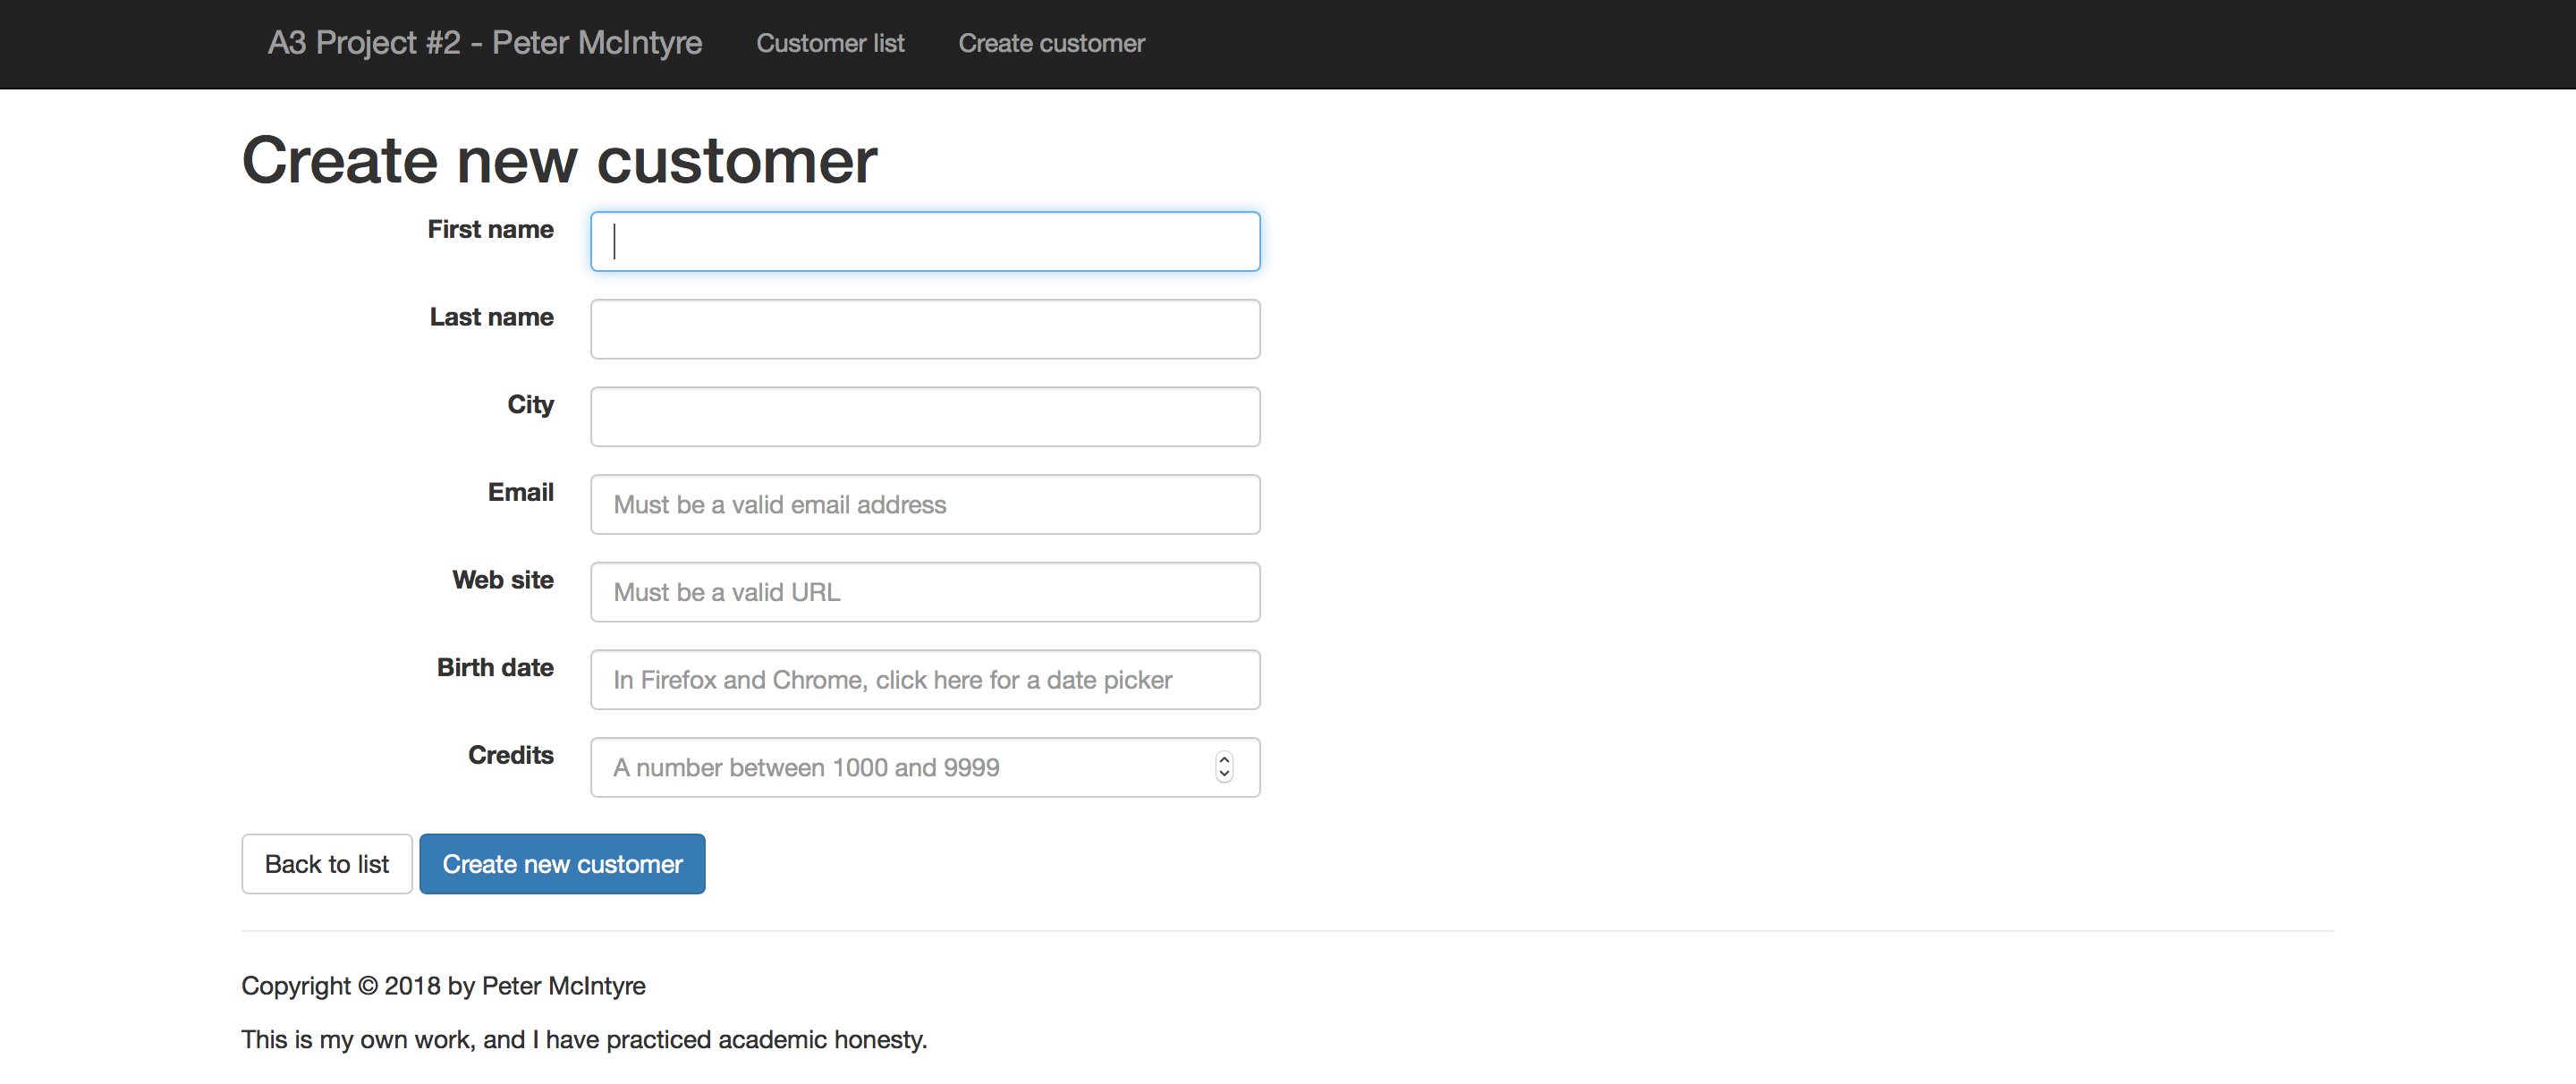 A3 Project #2 - Peter McIntyre Customer list Create customer
Create new customer
First name
Last name
City
Email Must be a valid email address
Web site Must be a valid URL
Birth date In Firefox and Chrome, click here for a date picker
Credits A number between 1000 and 9999
Back to list Create new customer
Copyright © 2018 by Peter McIntyre
This is my own work, and I have practiced academic honesty.